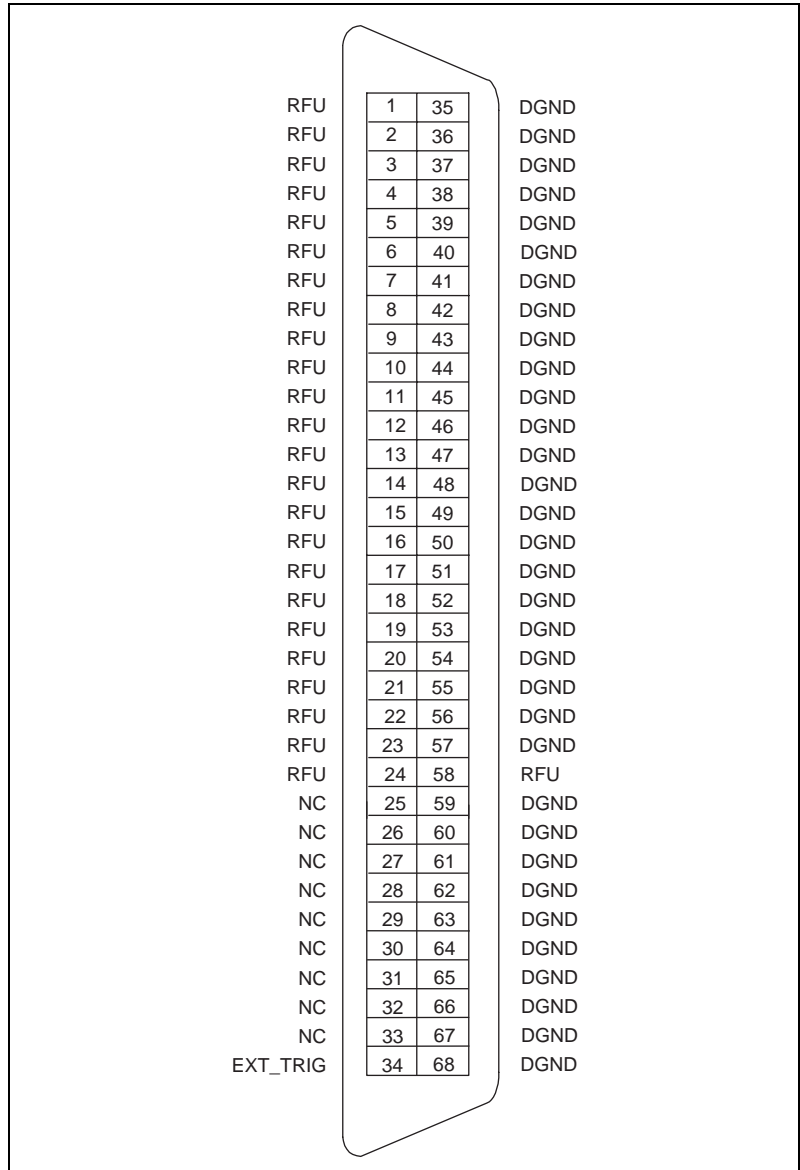 RFU 1 35 DGND
RFU 2 36 DGND
RFU 3 37 DGND
RFU 4 38 DGND
RFU 5 39 DGND
RFU 6 40 DGND
RFU 7 41 DGND
RFU 8 42 DGND
RFU 9 43 DGND
RFU 10 44 DGND
RFU 11 45 DGND
RFU 12 46 DGND
RFU 13 47 DGND
RFU 14 48 DGND
RFU 15 49 DGND
RFU 16 50 DGND
RFU 17 51 DGND
RFU 18 52 DGND
RFU 19 53 DGND
RFU 20 54 DGND
RFU 21 55 DGND
RFU 22 56 DGND
RFU 23 57 DGND
RFU 24 58 RFU
NC 25 59 DGND
NC 26 60 DGND
NC 27 61 DGND
NC 28 62 DGND
NC 29 63 DGND
NC 30 64 DGND
NC 31 65 DGND
NC 32 66 DGND
NC 33 67 DGND
EXT_TRIG 34 68 DGND